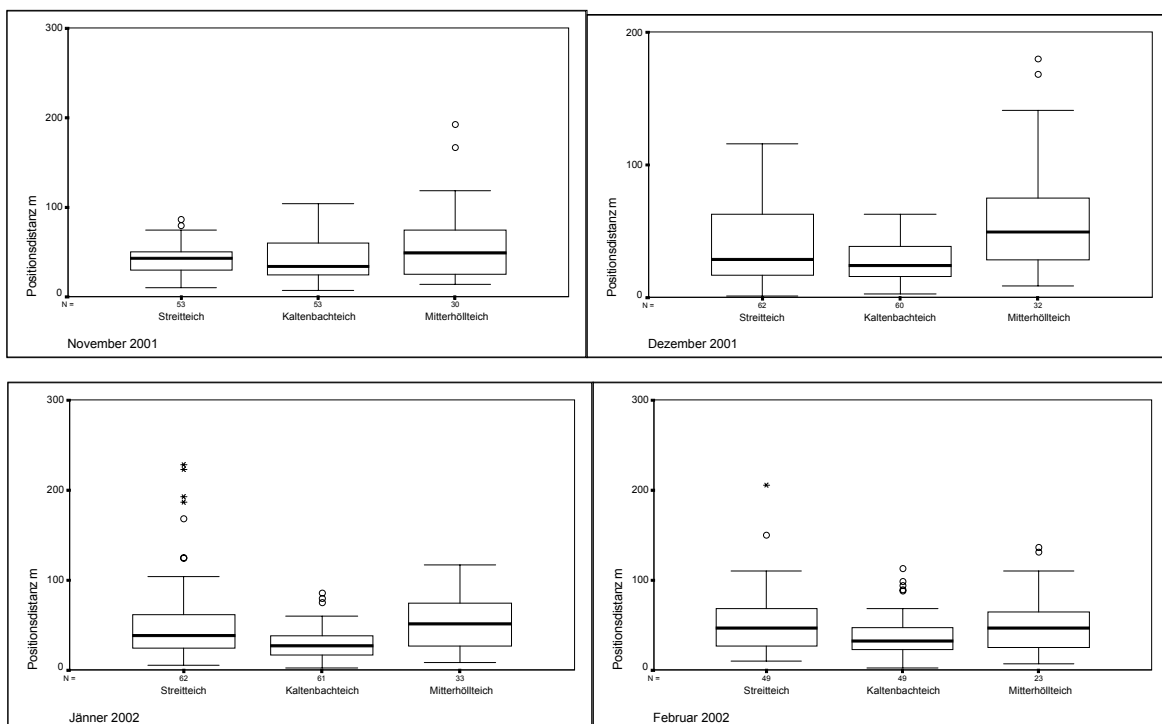 300
200
100
0
Positionsdistanz m
N = 53 53 30
Streitteich Kaltenbachteich Mitterhöllteich
November 2001
200
100
0
Positionsdistanz m
N = 62 60 32
Streitteich Kaltenbachteich Mitterhöllteich
Dezember 2001
300
200
100
0
Positionsdistanz m
N = 62 61 33
Streitteich Kaltenbachteich Mitterhöllteich
Jänner 2002
300
200
100
0
Positionsdistanz m
N = 49 49 23
Streitteich Kaltenbachteich Mitterhöllteich
Februar 2002